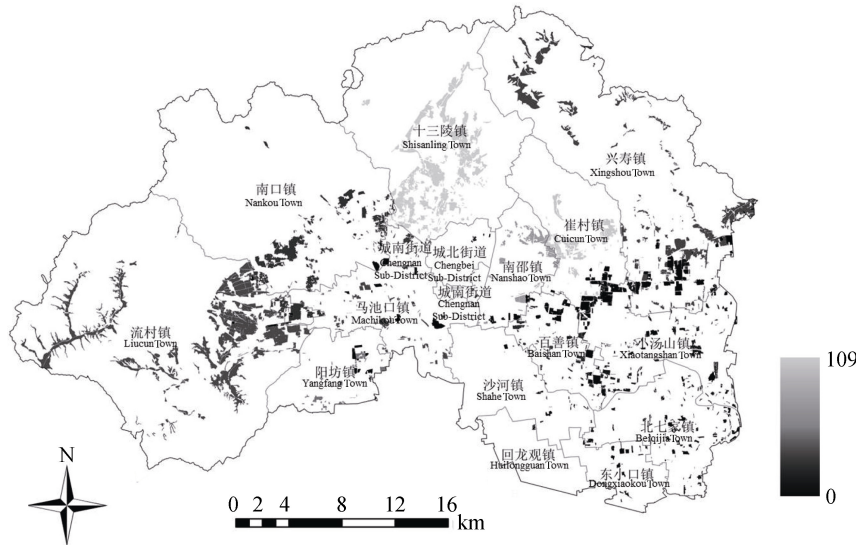 十三陵镇
Shisanling Town
兴寿镇
Xingshou Town
南口镇
Nankou Town
崔村镇
Cuicun Town
城南街道
Chengnan
Sub-District
城北街道
Chengbei
Sub-District
南邵镇
Nanshao Town
城南街道
Chengnan
Sub-District
马池口镇
Machikou Town
流村镇
Liucun Town
百善镇
Baishan Town
小汤山镇
Xiaotangshan Town
阳坊镇
Yangfang Town
沙河镇
Shahe Town
北七家镇
Beiqijia Town
回龙观镇
Huilongguan Town
东小口镇
Dongxiaokou Town
109
0
N
0 2 4 8 12 16
km